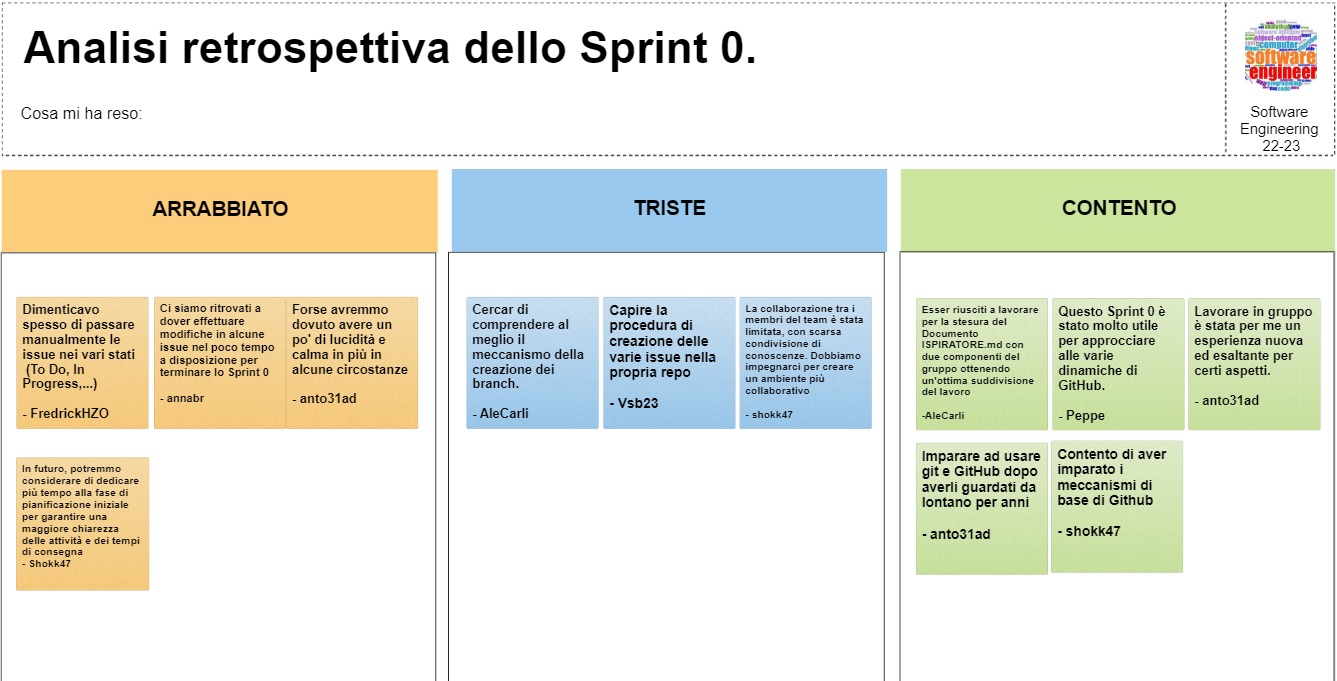 Analisi retrospettiva dello Sprint 0.
Cosa mi ha reso:
object-oriented
computer
software
engineer
programming
code
Software
Engineering
22-23
ARRABBIATO
Dimenticavo
spesso di passare
manualmente le
issue nei vari stati
(To Do, In
Progress,...)
- FredrickHZO
Ci siamo ritrovati a
dover effettuare
modifiche in alcune
issue nel poco tempo
a disposizione per
terminare lo Sprint 0
- annabr
Forse avremmo
dovuto avere un
po' di lucidità e
calma in più in
alcune circostanze
- anto31ad
In futuro, potremmo
considerare di dedicare
più tempo alla fase di
pianificazione iniziale
per garantire una
maggiore chiarezza
delle attività e dei tempi
di consegna
- Shokk47
TRISTE
Cercar di
comprendere al
meglio il
meccanismo della
creazione dei
branch.
- AleCarli
Capire la
procedura di
creazione delle
varie issue nella
propria repo
- Vsb23
La collaborazione tra i
membri del team è stata
limitata, con scarsa
condivisione di
conoscenze. Dobbiamo
impegnarci per creare
un ambiente più
collaborativo
- shokk47
CONTENTO
Esser riusciti a lavorare
per la stesura del
Documento
ISPIRATORE.md con
due componenti del
gruppo ottenendo
un'ottima suddivisione
del lavoro
-AleCarli
Questo Sprint 0 è
stato molto utile
per approcciare
alle varie
dinamiche di
GitHub.
- Peppe
Lavorare in gruppo
è stata per me un
esperienza nuova
ed esaltante per
certi aspetti.
- anto31ad
Imparare ad usare
git e GitHub dopo
averli guardati da
lontano per anni
- anto31ad
Contento di aver
imparato i
meccanismi di
base di Github
- shokk47